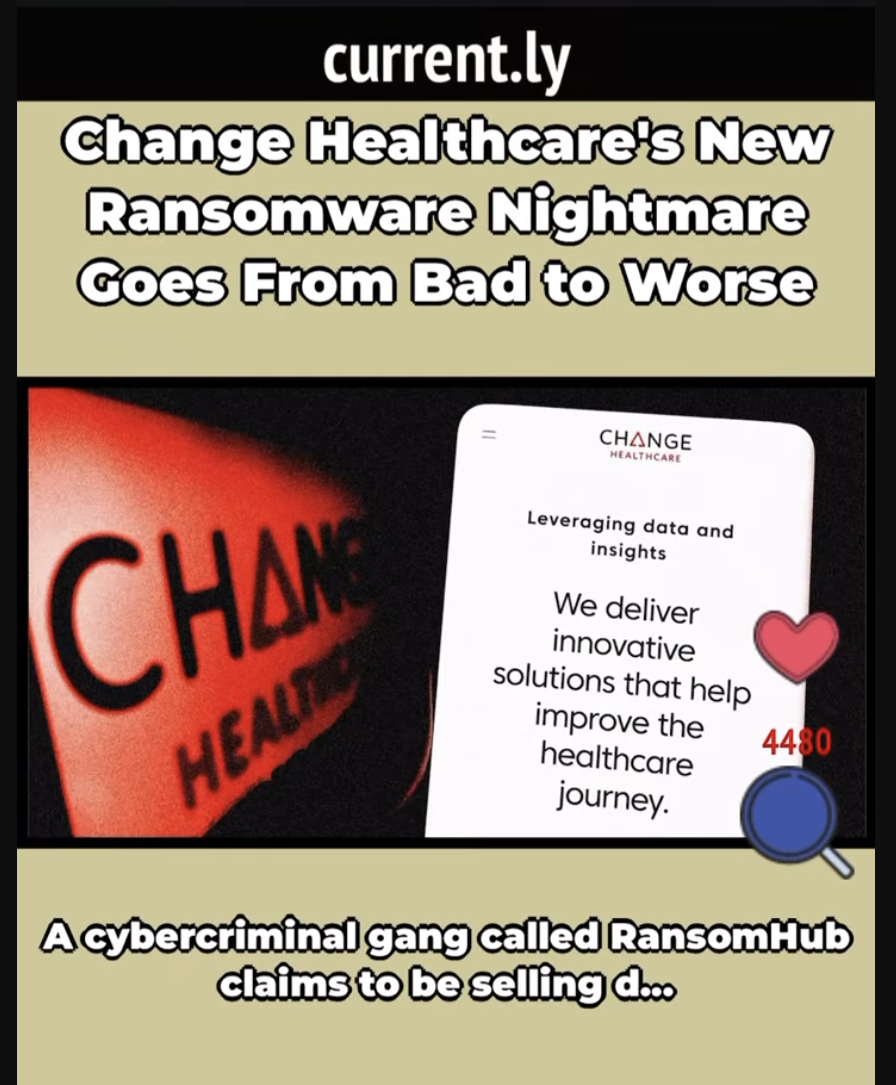 current.ly
Change Healthcare's New
Ransomware Nightmare
Goes From Bad to Worse
CHANGE
HEALTHCARE
Leveraging data and
insights
We deliver
innovative
solutions that help
improve the
healthcare
journey.
4480
A cybercriminal gang called RansomHub
claims to be selling d...